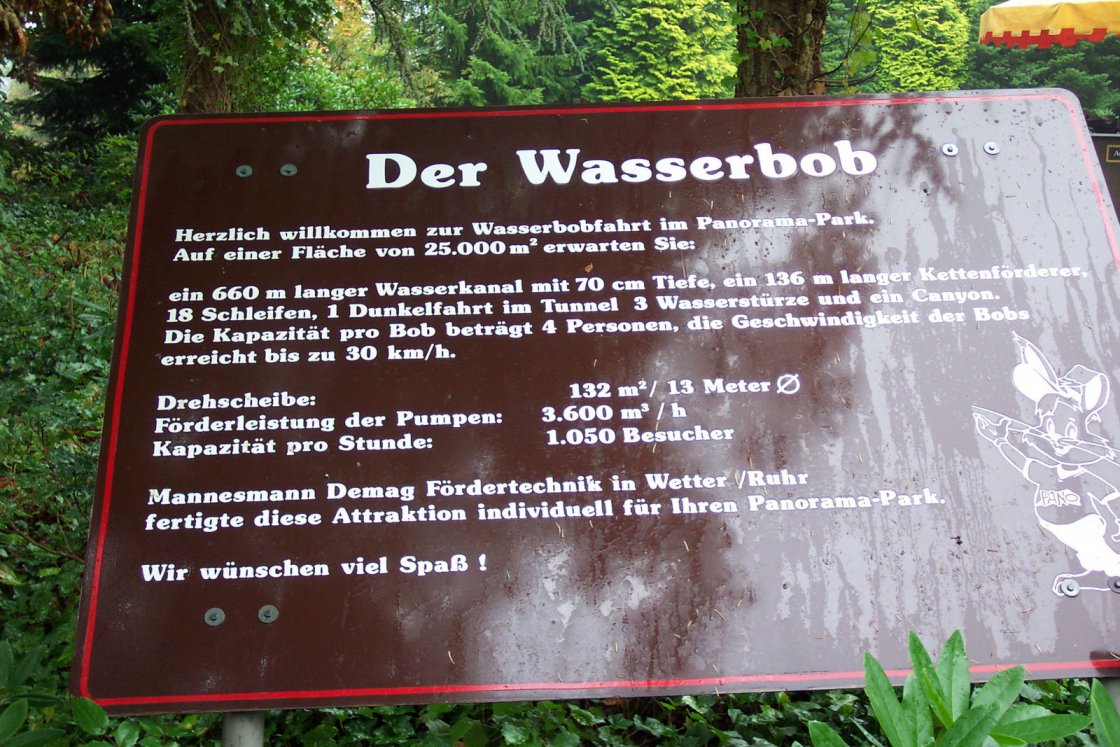 Der Wasserbob
Herzlich willkommen zur Wasserbobfahrt im Panorama-Park.
Auf einer Fläche von 25.000 m² erwarten Sie:
ein 660 m langer Wasserkanal mit 70 cm Tiefe, ein 136 m langer Kettenförderer,
18 Schleifen, 1 Dunkelfahrt im Tunnel 3 Wasserstürze und ein Canyon.
Die Kapazität pro Bob beträgt 4 Personen, die Geschwindigkeit der Bobs
erreicht bis zu 30 km/h.
Drehscheibe: 132 m²/ 13 Meter Ø
Förderleistung der Pumpen: 3.600 m³ / h
Kapazität pro Stunde: 1.050 Besucher
Mannesmann Demag Fördertechnik in Wetter /Ruhr
fertigte diese Attraktion individuell für Ihren Panorama-Park.
Wir wünschen viel Spaß !
PANO